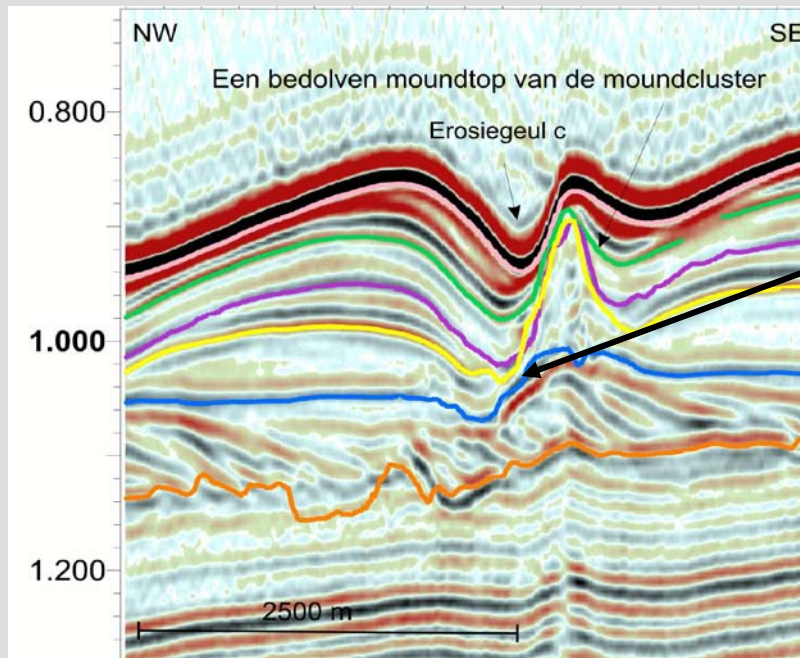 NW
SE
Een bedolven moundtop van de moundcluster
0.800
Erosiegeul c
1.000
1.200
2500 m